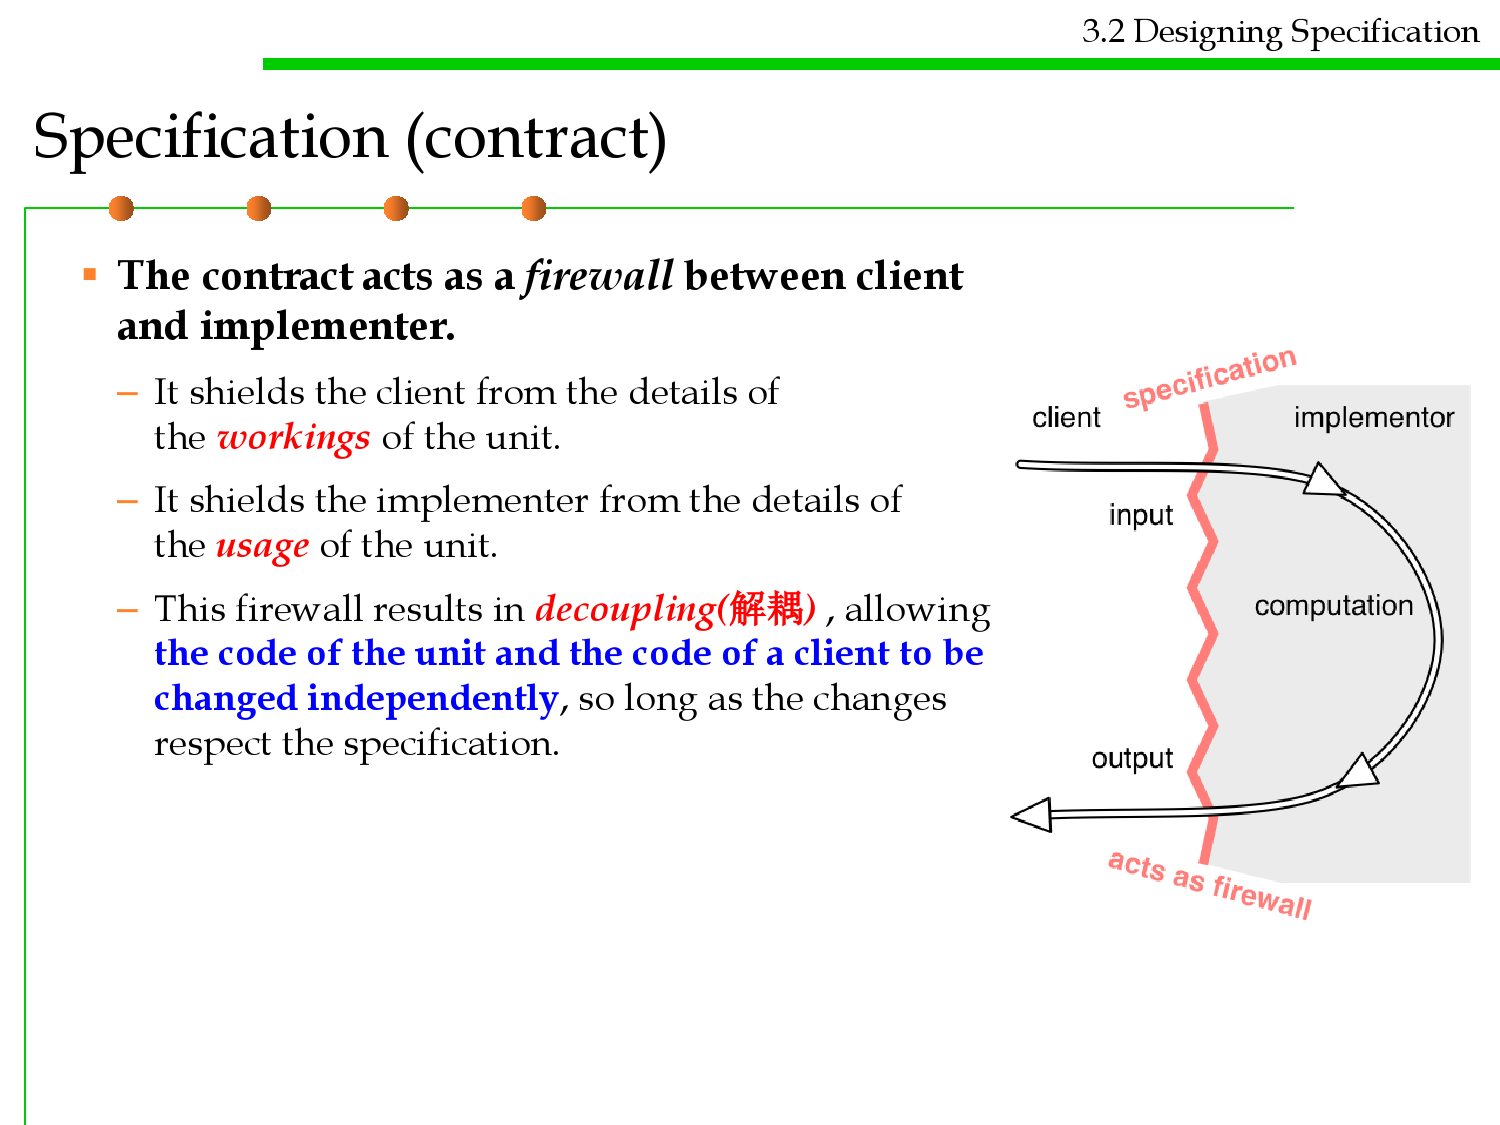 3.2 Designing Specification
Specification (contract)
▪ The contract acts as a firewall between client
and implementer.
– It shields the client from the details of
the workings of the unit.
– It shields the implementer from the details of
the usage of the unit.
– This firewall results in decoupling(解耦) , allowing
the code of the unit and the code of a client to be
changed independently, so long as the changes
respect the specification.
specification
client
implementor
input
computation
output
acts as firewall